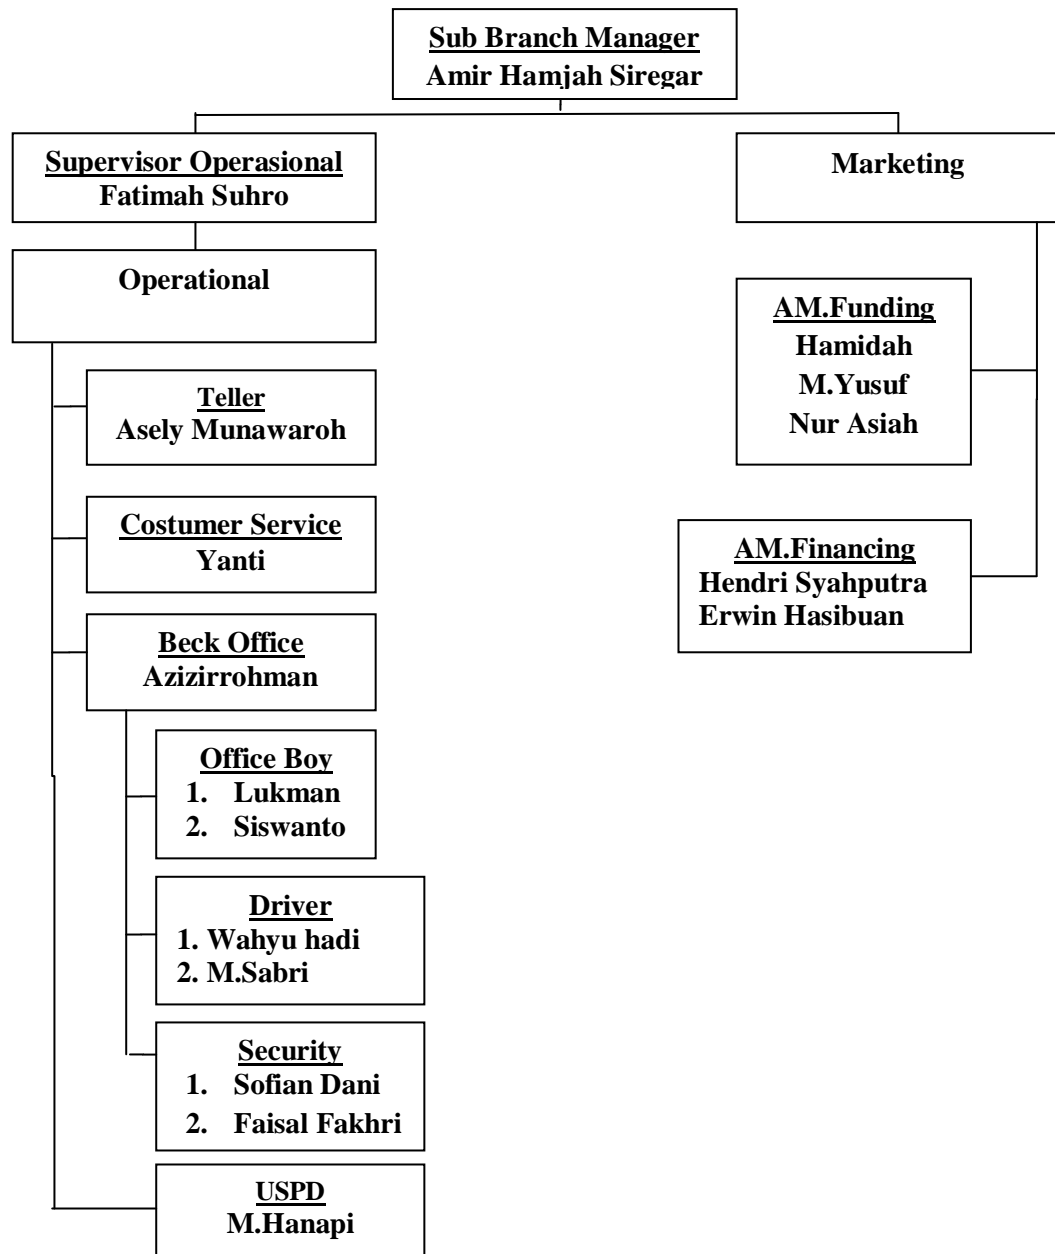 Sub Branch Manager
Amir Hamjah Siregar
Supervisor Operasional
Fatimah Suhro
Marketing
Operational
AM.Funding
Hamidah
M.Yusuf
Nur Asiah
Teller
Asely Munawaroh
Costumer Service
Yanti
AM.Financing
Hendri Syahputra
Erwin Hasibuan
Beck Office
Azizirrohman
Office Boy
1. Lukman
2. Siswanto
Driver
1. Wahyu hadi
2. M.Sabri
Security
1. Sofian Dani
2. Faisal Fakhri
USPD
M.Hanapi